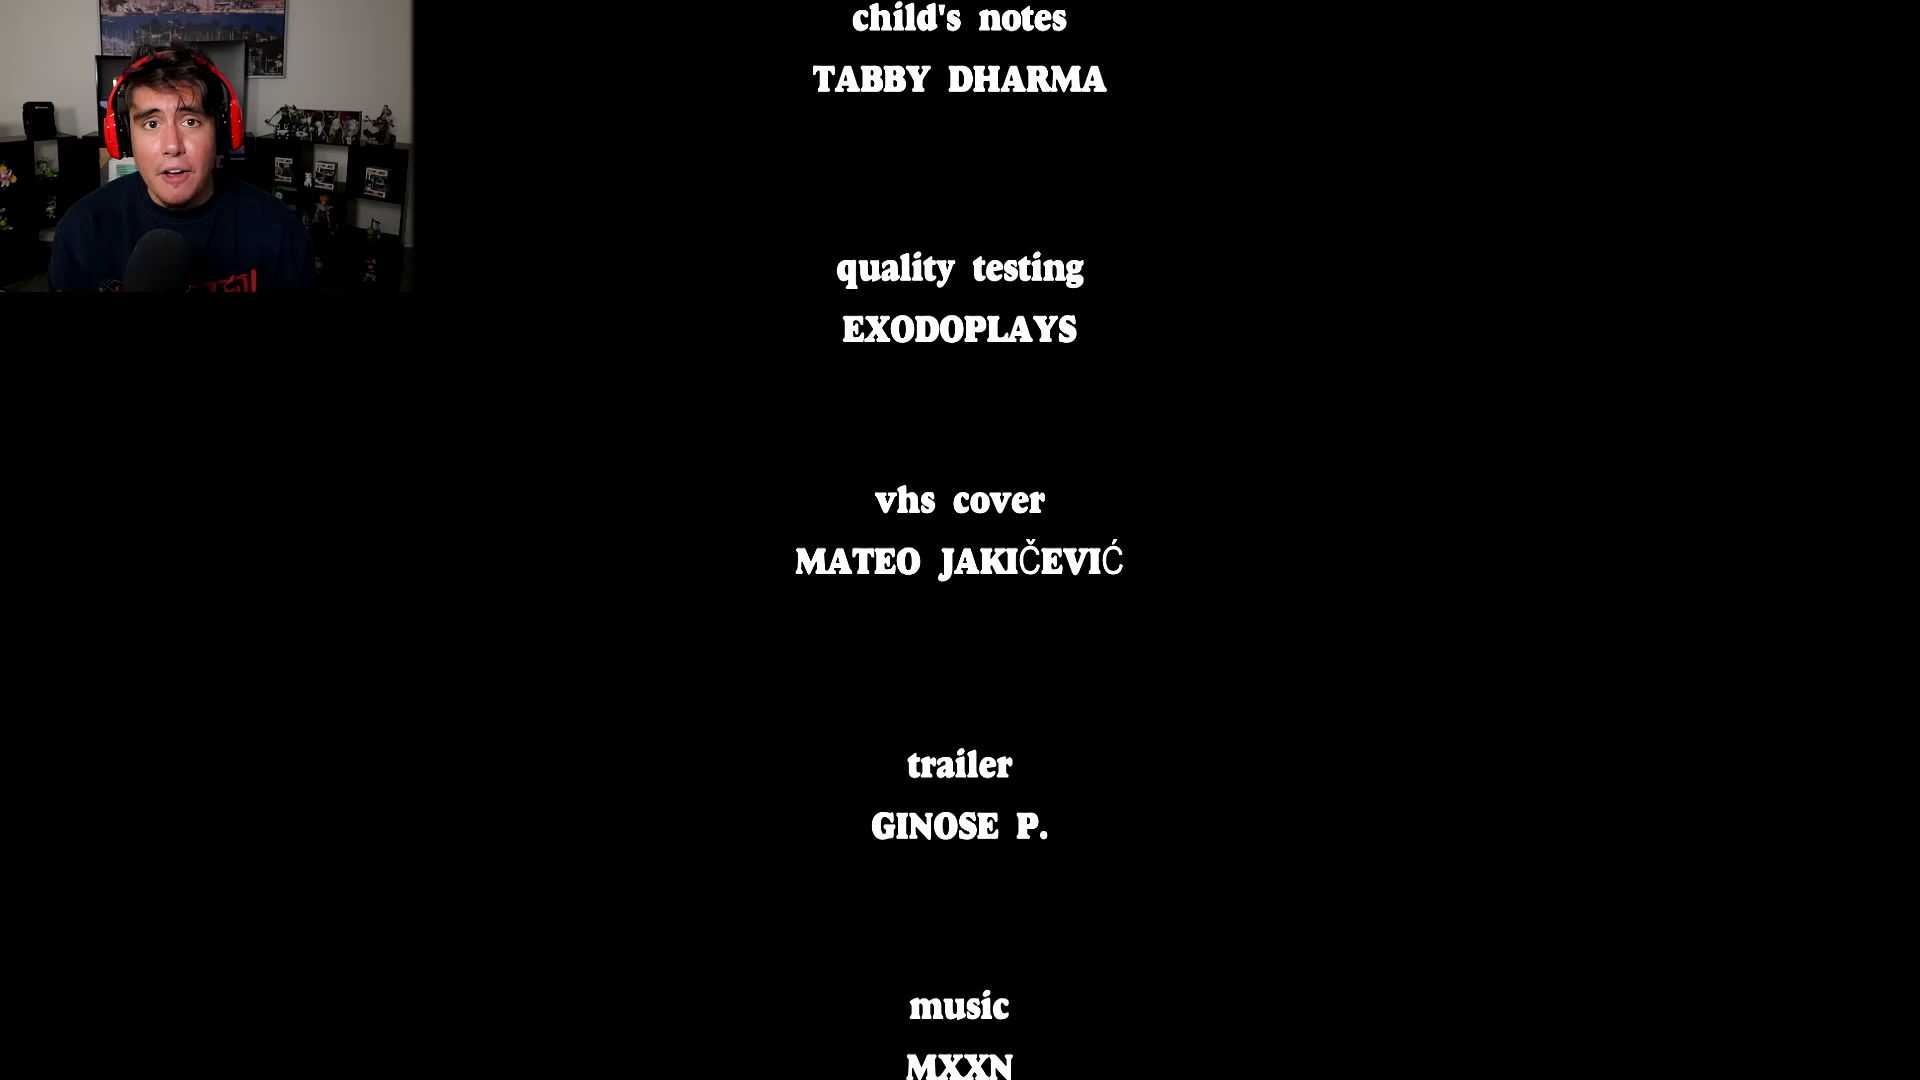 child's notes
TABBY DHARMA
quality testing
EXODOPLAYS
vhs cover
MATEO JAKIČEVIĆ
trailer
GINOSE P.
music
MXXN